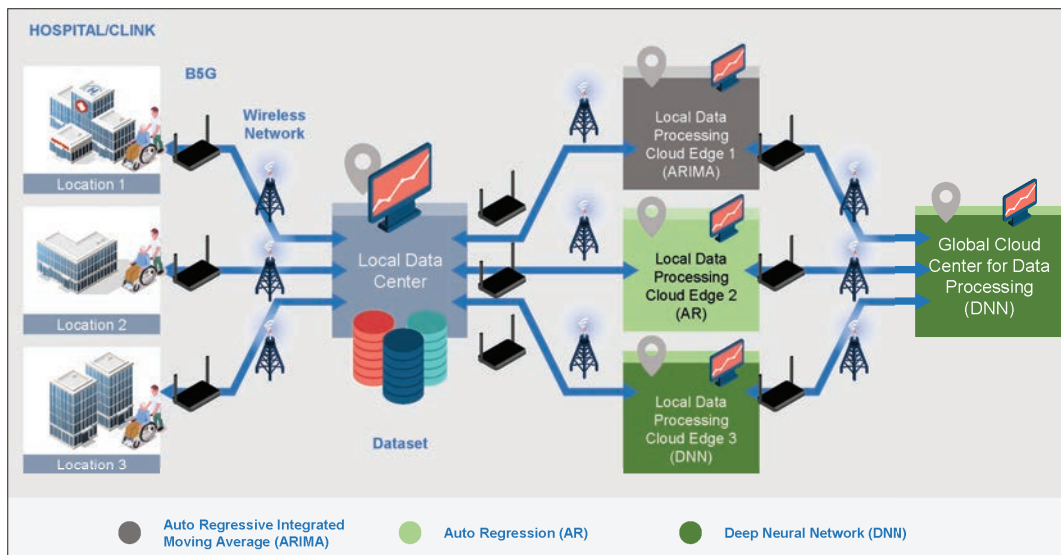 HOSPITAL/CLINK
B5G
Wireless
Network
Location 1
Location 2
Location 3
Local Data
Center
Dataset
Local Data
Processing
Cloud Edge 1
(ARIMA)
Local Data
Processing
Cloud Edge 2
(AR)
Local Data
Processing
Cloud Edge 3
(DNN)
Global Cloud
Center for Data
Processing
(DNN)
Auto Regressive Integrated
Moving Average (ARIMA)
Auto Regression (AR)
Deep Neural Network (DNN)